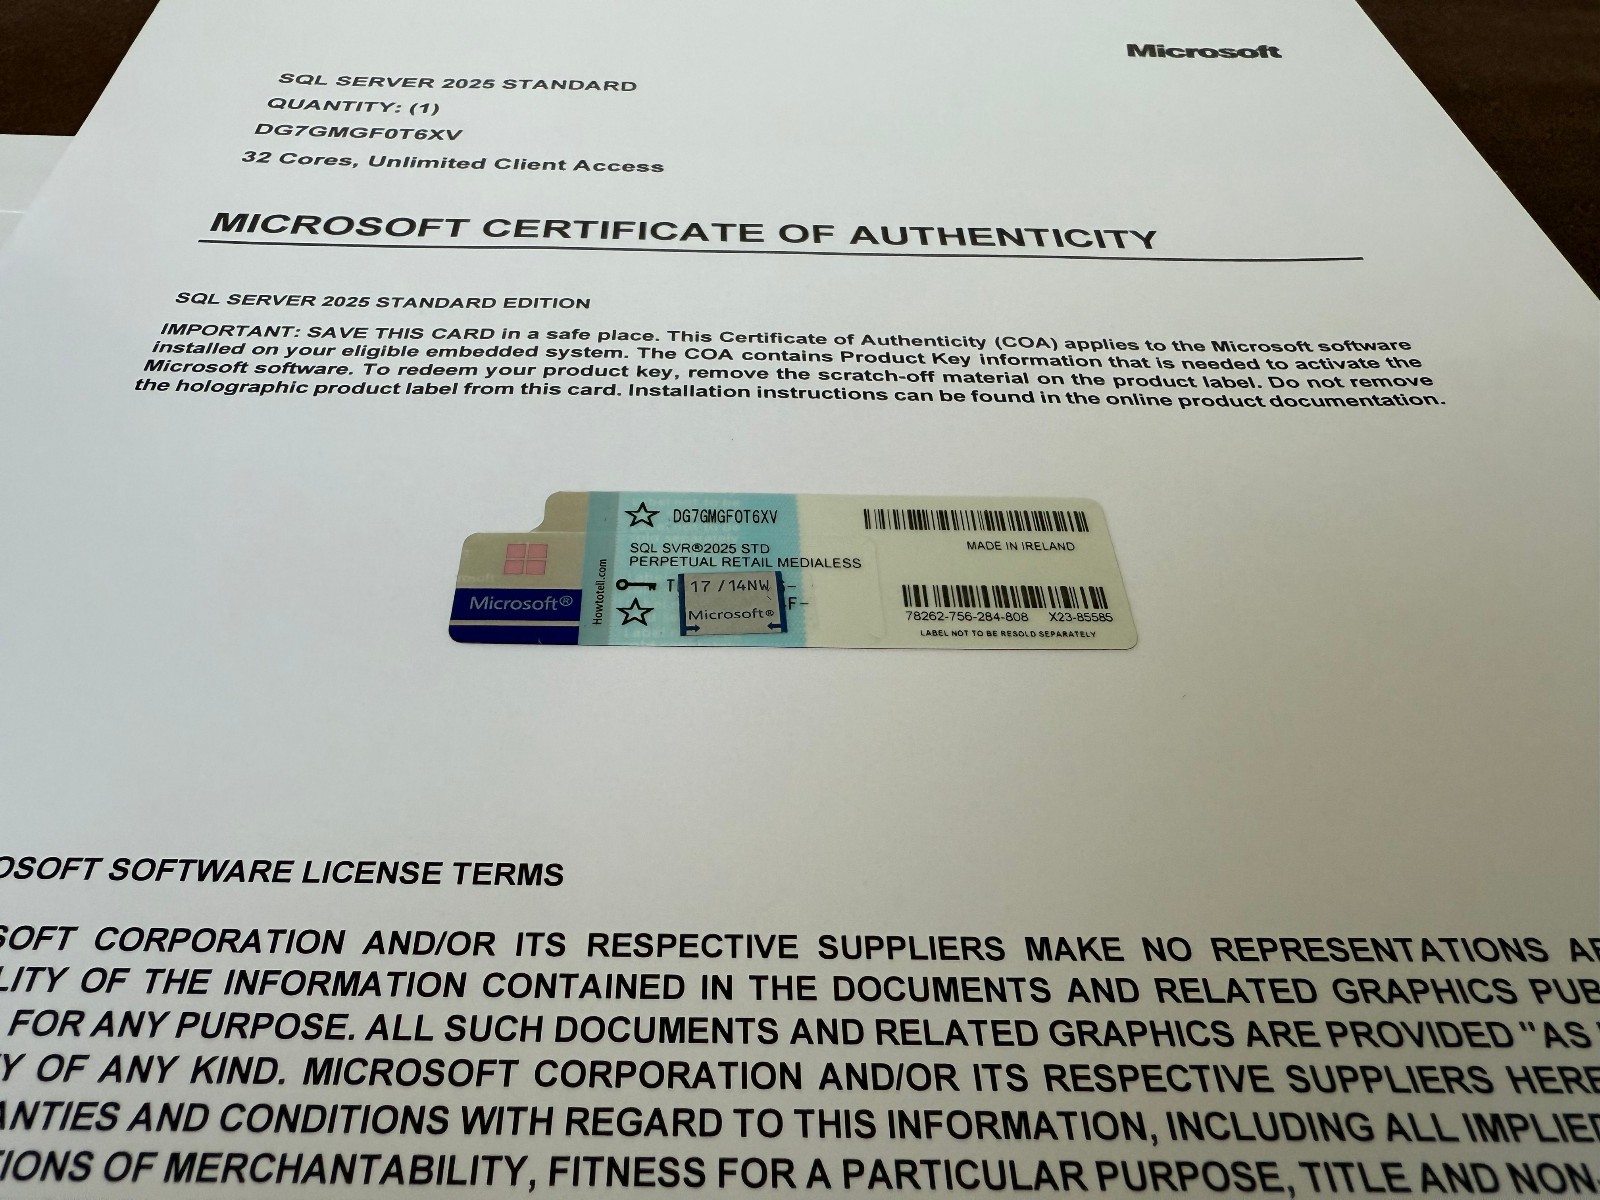 Microsoft
SQL SERVER 2025 STANDARD
QUANTITY: (1)
DG7GMGF0T6XV
32 Cores, Unlimited Client Access
MICROSOFT CERTIFICATE OF AUTHENTICITY
SQL SERVER 2025 STANDARD EDITION
IMPORTANT: SAVE THIS CARD in a safe place. This Certificate of Authenticity (COA) applies to the Microsoft software
installed on your eligible embedded system. The COA contains Product Key information that is needed to activate the
Microsoft software. To redeem your product key, remove the scratch-off material on the product label. Do not remove
the holographic product label from this card. Installation instructions can be found in the online product documentation.
Microsoft®
Howtotell.com
DG7GMGF0T6XV
SQL SVR®2025 STD
PERPETUAL RETAIL MEDIALESS
17 / 14NW
Microsoft®
MADE IN IRELAND
78262-756-284-808 X23-85585
LABEL NOT TO BE RESOLD SEPARATELY
OSOFT SOFTWARE LICENSE TERMS
SOFT CORPORATION AND/OR ITS RESPECTIVE SUPPLIERS MAKE NO REPRESENTATIONS
LITY OF THE INFORMATION CONTAINED IN THE DOCUMENTS AND RELATED GRAPHICS PUB
FOR ANY PURPOSE. ALL SUCH DOCUMENTS AND RELATED GRAPHICS ARE PROVIDED "AS
Y OF ANY KIND. MICROSOFT CORPORATION AND/OR ITS RESPECTIVE SUPPLIERS HERE
ANTIES AND CONDITIONS WITH REGARD TO THIS INFORMATION, INCLUDING ALL IMPLIED
TIONS OF MERCHANTABILITY, FITNESS FOR A PARTICULAR PURPOSE, TITLE AND NON-